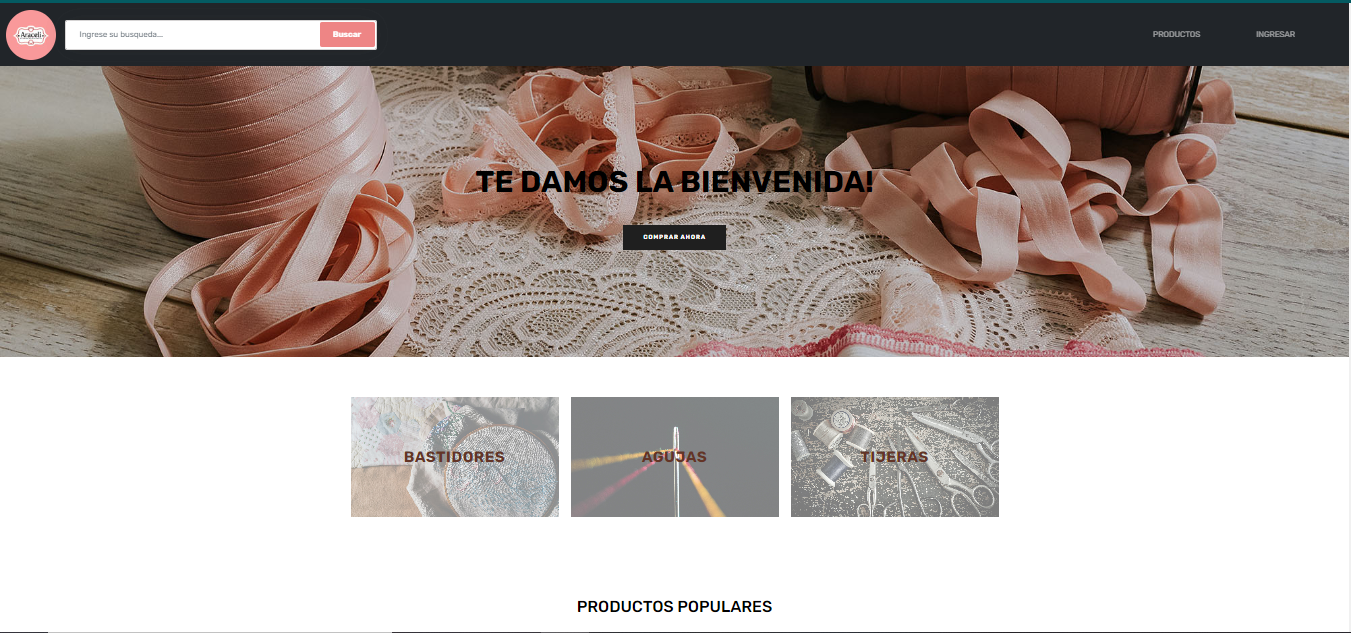 Araceli
Ingrese su busqueda...
Buscar
PRODUCTOS
INGRESAR
TE DAMOS LA BIENVENIDA!
COMPRAR AHORA
BASTIDORES
AGUJAS
TIJERAS
PRODUCTOS POPULARES